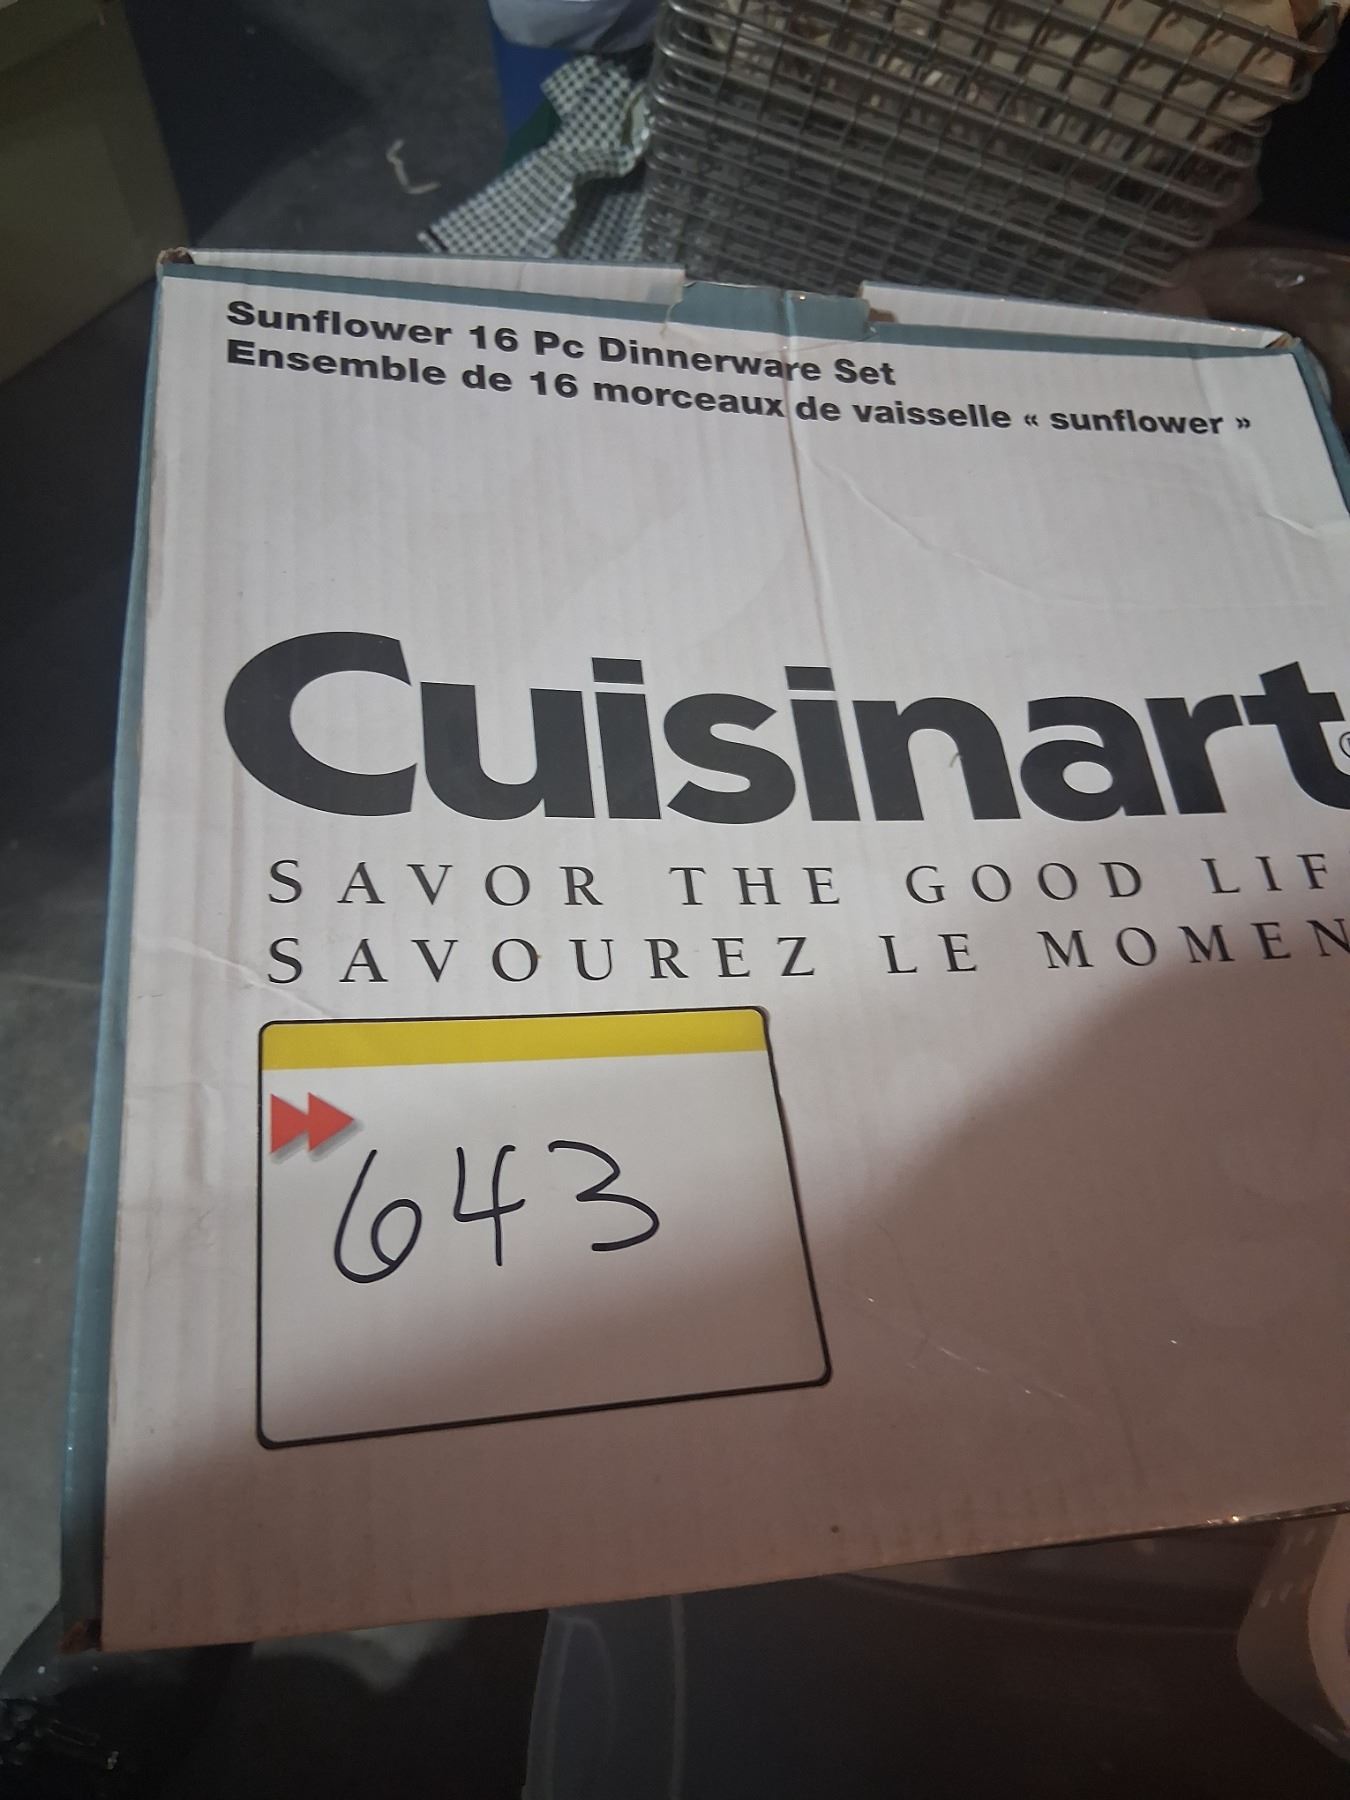 Sunflower 16 Pc Dinnerware Set
Ensemble de 16 morceaux de vaisselle « sunflower »
Cuisinart®
SAVOR THE GOOD LIF
SAVOUREZ LE MOMEN
643